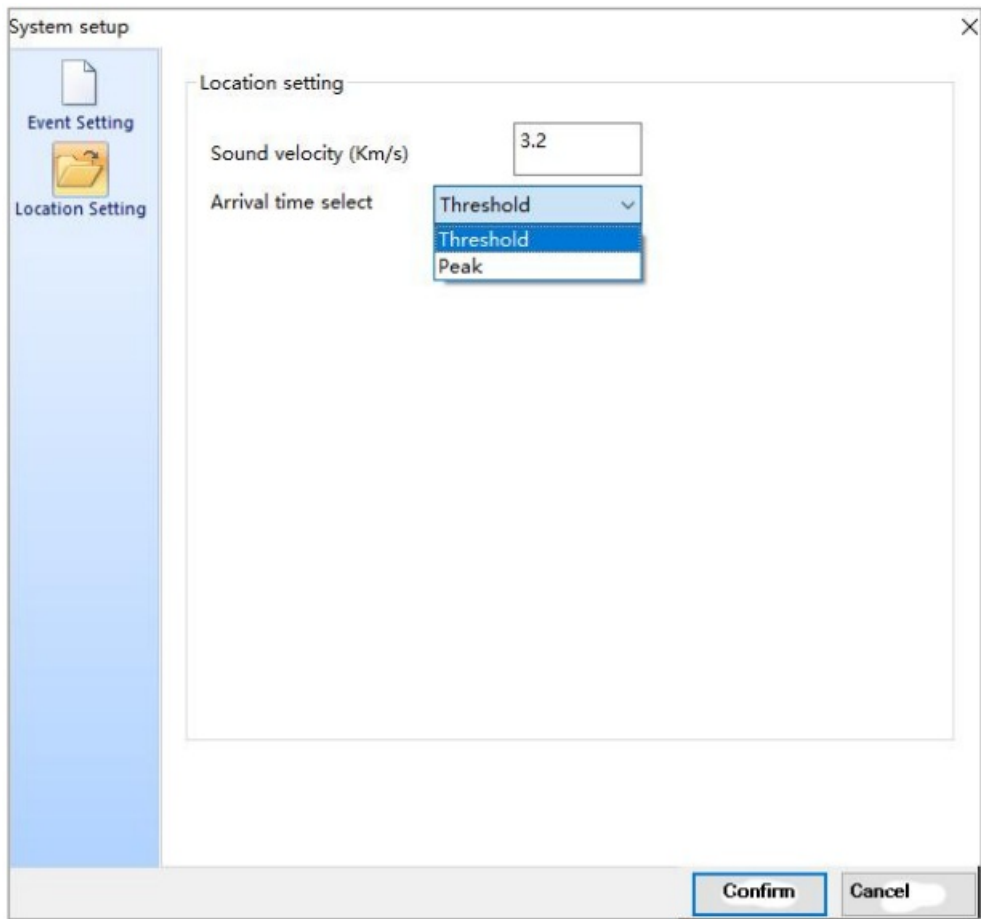 System setup
Event Setting
Location Setting
Location setting
Sound velocity (Km/s)
3.2
Arrival time select
Threshold
Threshold
Peak
Confirm
Cancel